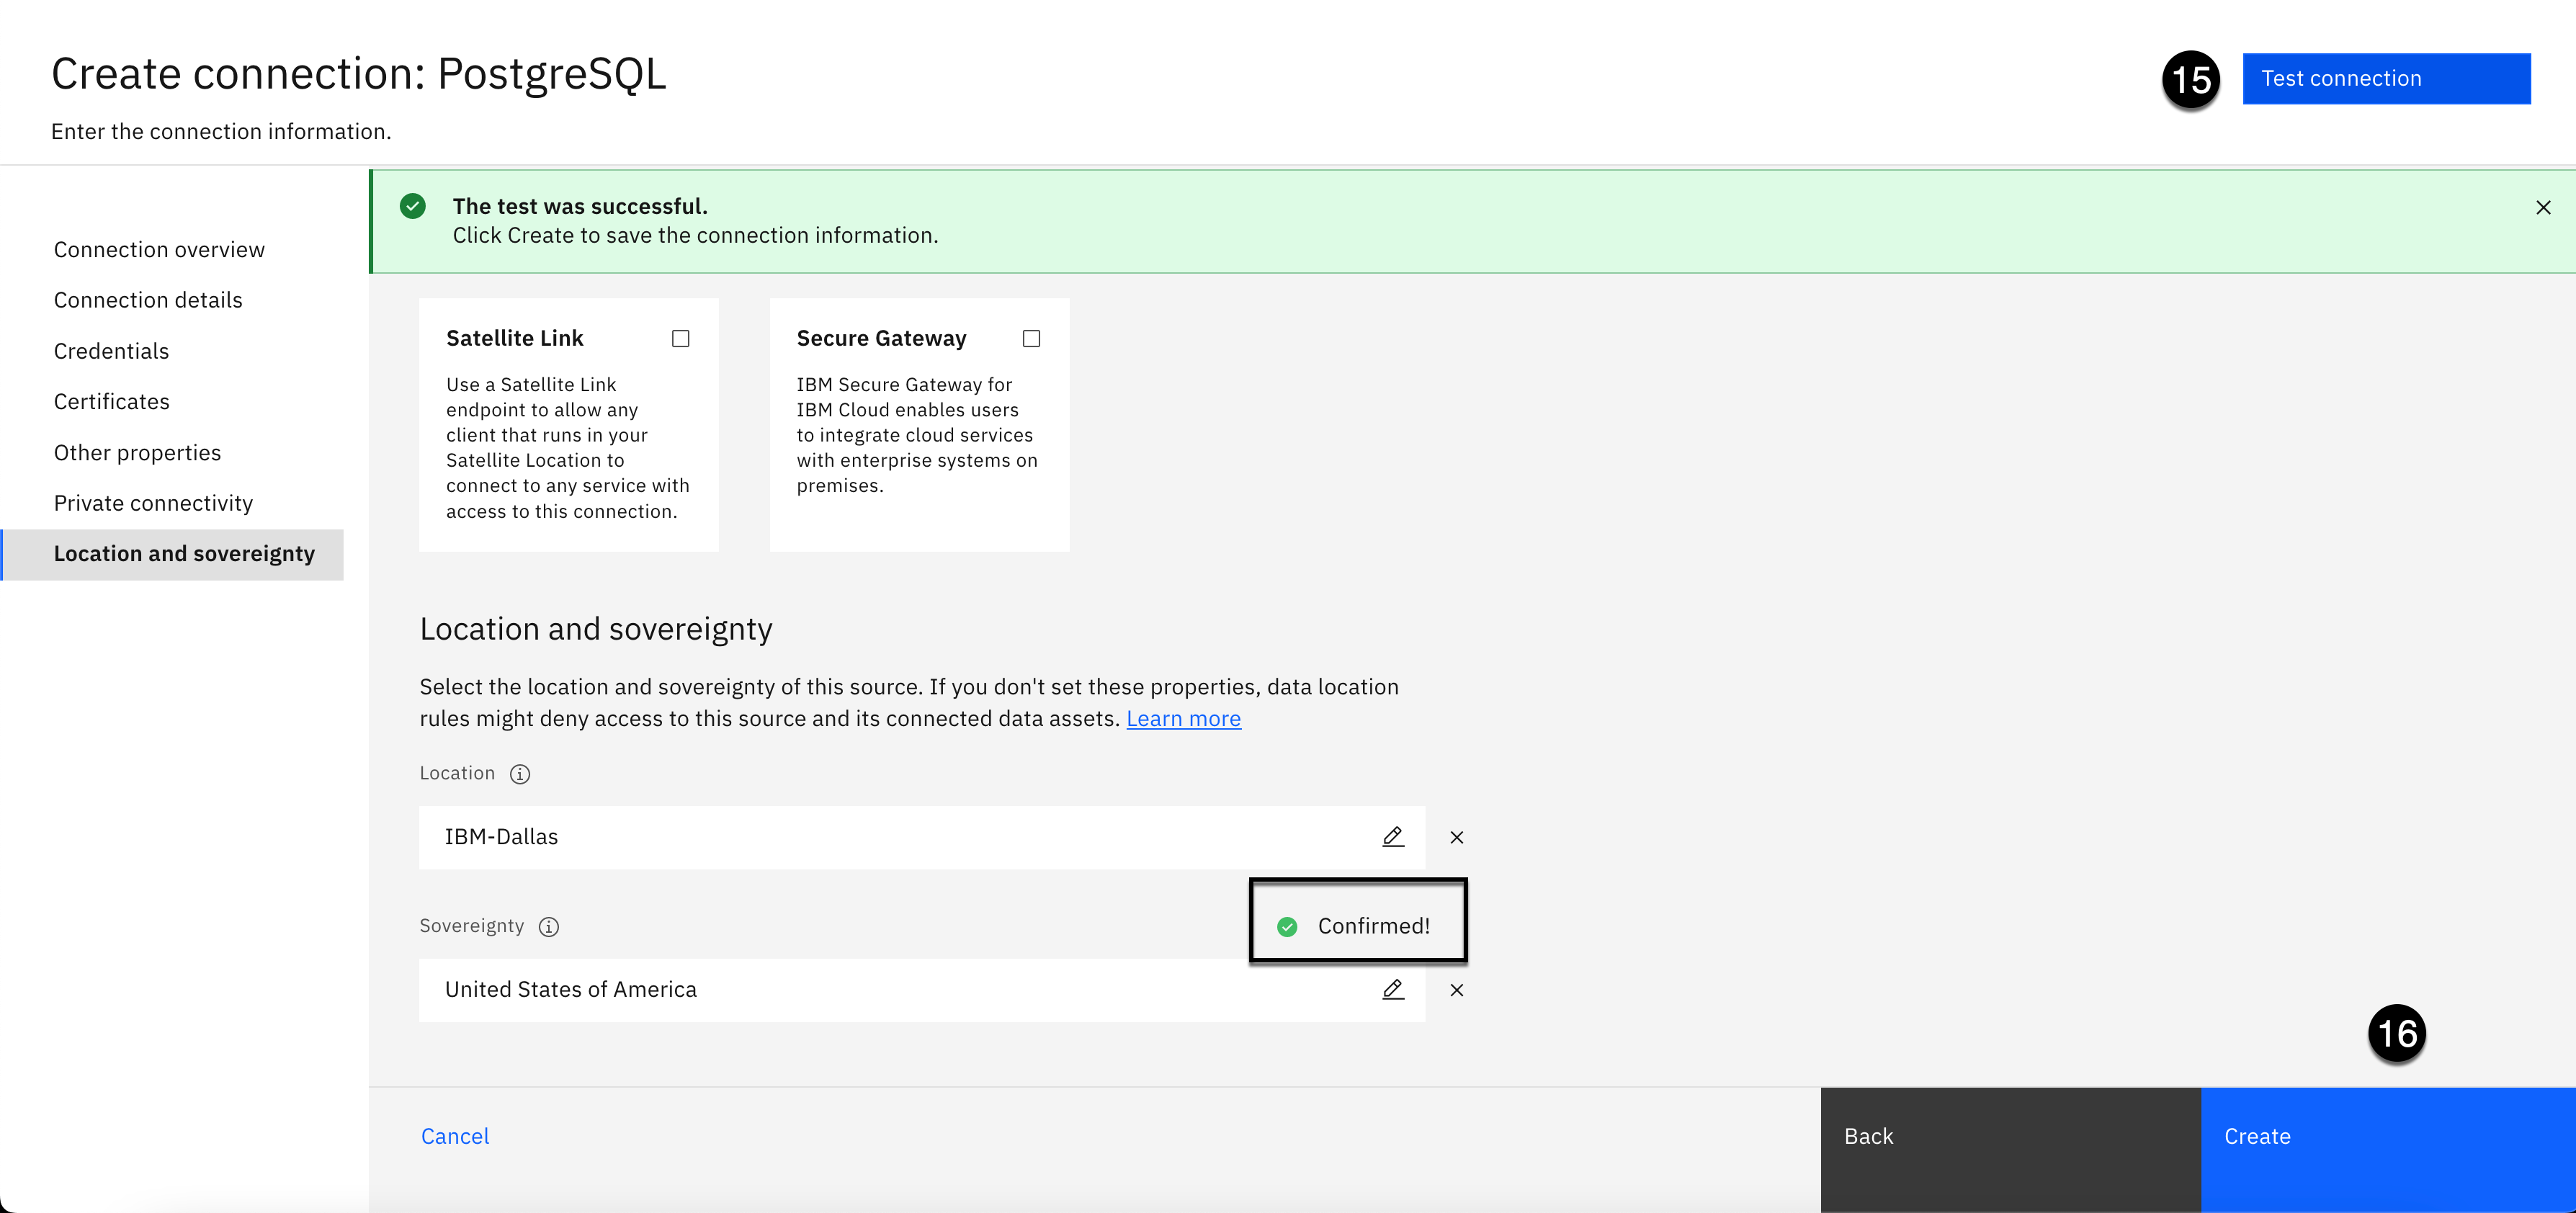 Create connection: PostgreSQL
Enter the connection information.
15
Test connection
The test was successful.
Click Create to save the connection information.
Connection overview
Connection details
Credentials
Certificates
Other properties
Private connectivity
Location and sovereignty
Satellite Link
Use a Satellite Link
endpoint to allow any
client that runs in your
Satellite Location to
connect to any service with
access to this connection.
Secure Gateway
IBM Secure Gateway for
IBM Cloud enables users
to integrate cloud services
with enterprise systems on
premises.
Location and sovereignty
Select the location and sovereignty of this source. If you don't set these properties, data location
rules might deny access to this source and its connected data assets. Learn more
Location
IBM-Dallas
Sovereignty
Confirmed!
United States of America
16
Cancel
Back
Create